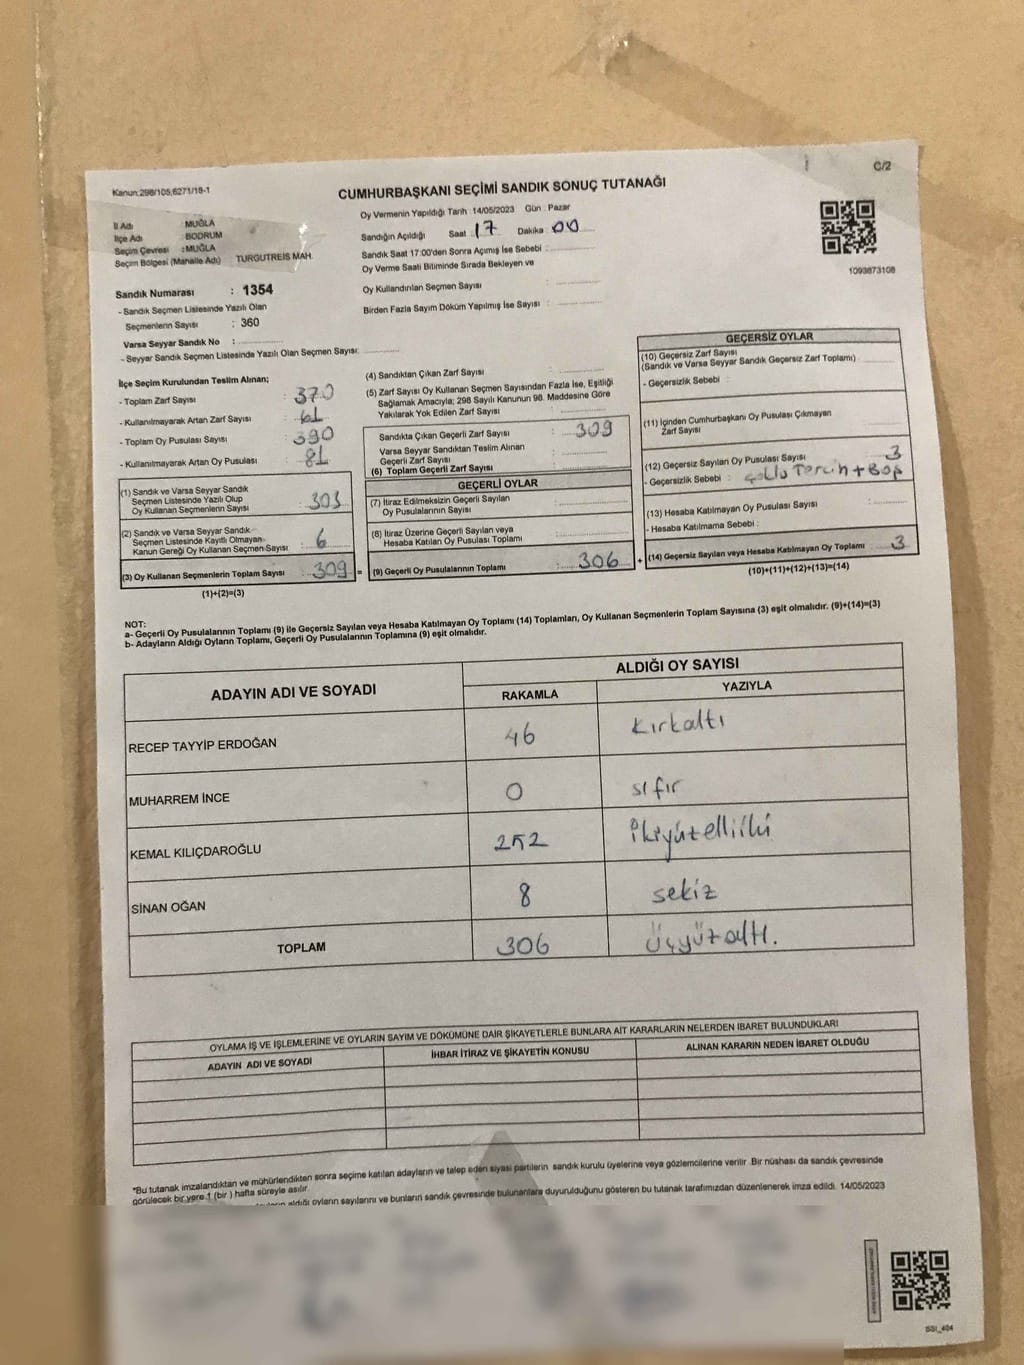 C/2
Kanun:298/105,6271/18-1
CUMHURBAŞKANI SEÇİMİ SANDIK SONUÇ TUTANAĞI
İl Adı MUĞLA
İlçe Adı BODRUM
Seçim Çevresi : MUĞLA
Seçim Bölgesi (Mahalle Adı) TURGUTREİS MAH.
Sandık Numarası : 1354
- Sandık Seçmen Listesinde Yazılı Olan
Seçmenlerin Sayısı : 360
Varsa Seyyar Sandık No :
- Seyyar Sandık Seçmen Listesinde Yazılı Olan Seçmen Sayısı:
Oy Vermenin Yapıldığı Tarih :14/05/2023 Gün : Pazar
Sandığın Açıldığı Saat 17 Dakika 00
Sandık Saat 17:00'den Sonra Açımış İse Sebebi :
Oy Verme Saati Bitiminde Sırada Bekleyen ve
Oy Kullandırılan Seçmen Sayısı :
Birden Fazla Sayım Döküm Yapılmış İse Sayısı :
1093873108
İlçe Seçim Kurulundan Teslim Alınan;
- Toplam Zarf Sayısı : 370
- Kullanılmayarak Artan Zarf Sayısı : 61
- Toplam Oy Pusulası Sayısı : 390
- Kullanılmayarak Artan Oy Pusulası : 81
(1) Sandık ve Varsa Seyyar Sandık
Seçmen Listesinde Yazılı Olup
Oy Kullanan Seçmenlerin Sayısı : 303
(2) Sandık ve Varsa Seyyar Sandık
Seçmen Listesinde Kayıtlı Olmayan
Kanun Gereği Oy Kullanan Seçmen Sayısı : 6
(3) Oy Kullanan Seçmenlerin Toplam Sayısı : 309 =
(1)+(2)=(3)
(4) Sandıktan Çıkan Zarf Sayısı :
(5) Zarf Sayısı Oy Kullanan Seçmen Sayısından Fazla İse, Eşitliği
Sağlamak Amacıyla; 298 Sayılı Kanunun 98. Maddesine Göre
Yakılarak Yok Edilen Zarf Sayısı :
Sandıkta Çıkan Geçerli Zarf Sayısı : 309
Varsa Seyyar Sandıktan Teslim Alınan
Geçerli Zarf Sayısı :
(6) Toplam Geçerli Zarf Sayısı :
GEÇERLİ OYLAR
(7) İtiraz Edilmeksizin Geçerli Sayılan
Oy Pusulalarının Sayısı :
(8) İtiraz Üzerine Geçerli Sayılan veya
Hesaba Katılan Oy Pusulası Toplamı :
(9) Geçerli Oy Pusulalarının Toplamı : 306 +
GEÇERSİZ OYLAR
(10) Geçersiz Zarf Sayısı
(Sandık ve Varsa Seyyar Sandık Geçersiz Zarf Toplamı) :
- Geçersizlik Sebebi :
(11) İçinden Cumhurbaşkanı Oy Pusulası Çıkmayan
Zarf Sayısı :
(12) Geçersiz Sayılan Oy Pusulası Sayısı : 3
- Geçersizlik Sebebi : Tercih + Boş
(13) Hesaba Katılmayan Oy Pusulası Sayısı :
- Hesaba Katılmama Sebebi :
(14) Geçersiz Sayılan veya Hesaba Katılmayan Oy Toplamı : 3
(10)+(11)+(12)+(13)=(14)
NOT:
a- Geçerli Oy Pusulalarının Toplamı (9) ile Geçersiz Sayılan veya Hesaba Katılmayan Oy Toplamı (14) Toplamları, Oy Kullanan Seçmenlerin Toplam Sayısına (3) eşit olmalıdır. (9)+(14)=(3)
b- Adayların Aldığı Oyların Toplamı, Geçerli Oy Pusulalarının Toplamına (9) eşit olmalıdır.
ADAYIN ADI VE SOYADI ALDIĞI OY SAYISI
RAKAMLA YAZIYLA
RECEP TAYYİP ERDOĞAN 46 Kırkaltı
MUHARREM İNCE 0 sıfır
KEMAL KILIÇDAROĞLU 252 ikiyüzelliiki
SİNAN OĞAN 8 sekiz
TOPLAM 306 Üçyüzaltı.
OYLAMA İŞ VE İŞLEMLERİNE VE OYLARIN SAYIM VE DÖKÜMÜNE DAİR ŞİKAYETLERLE BUNLARA AİT KARARLARIN NELERDEN İBARET BULUNDUKLARI
ADAYIN ADI VE SOYADI İHBAR İTİRAZ VE ŞİKAYETİN KONUSU ALINAN KARARIN NEDEN İBARET OLDUĞU
*Bu tutanak imzalandıktan ve mühürlendikten sonra seçime katılan adayların ve talep eden siyasi partilerin sandık kurulu üyelerine veya gözlemcilerine verilir .Bir nüshası da sandık çevresinde
görülecek bir yere 1 (bir ) hafta süreyle asılır.
aldığı oyların sayılarını ve bunların sandık çevresinde bulunanlara duyurulduğunu gösteren bu tutanak tarafımızdan düzenlenerek imza edildi. 14/05/2023